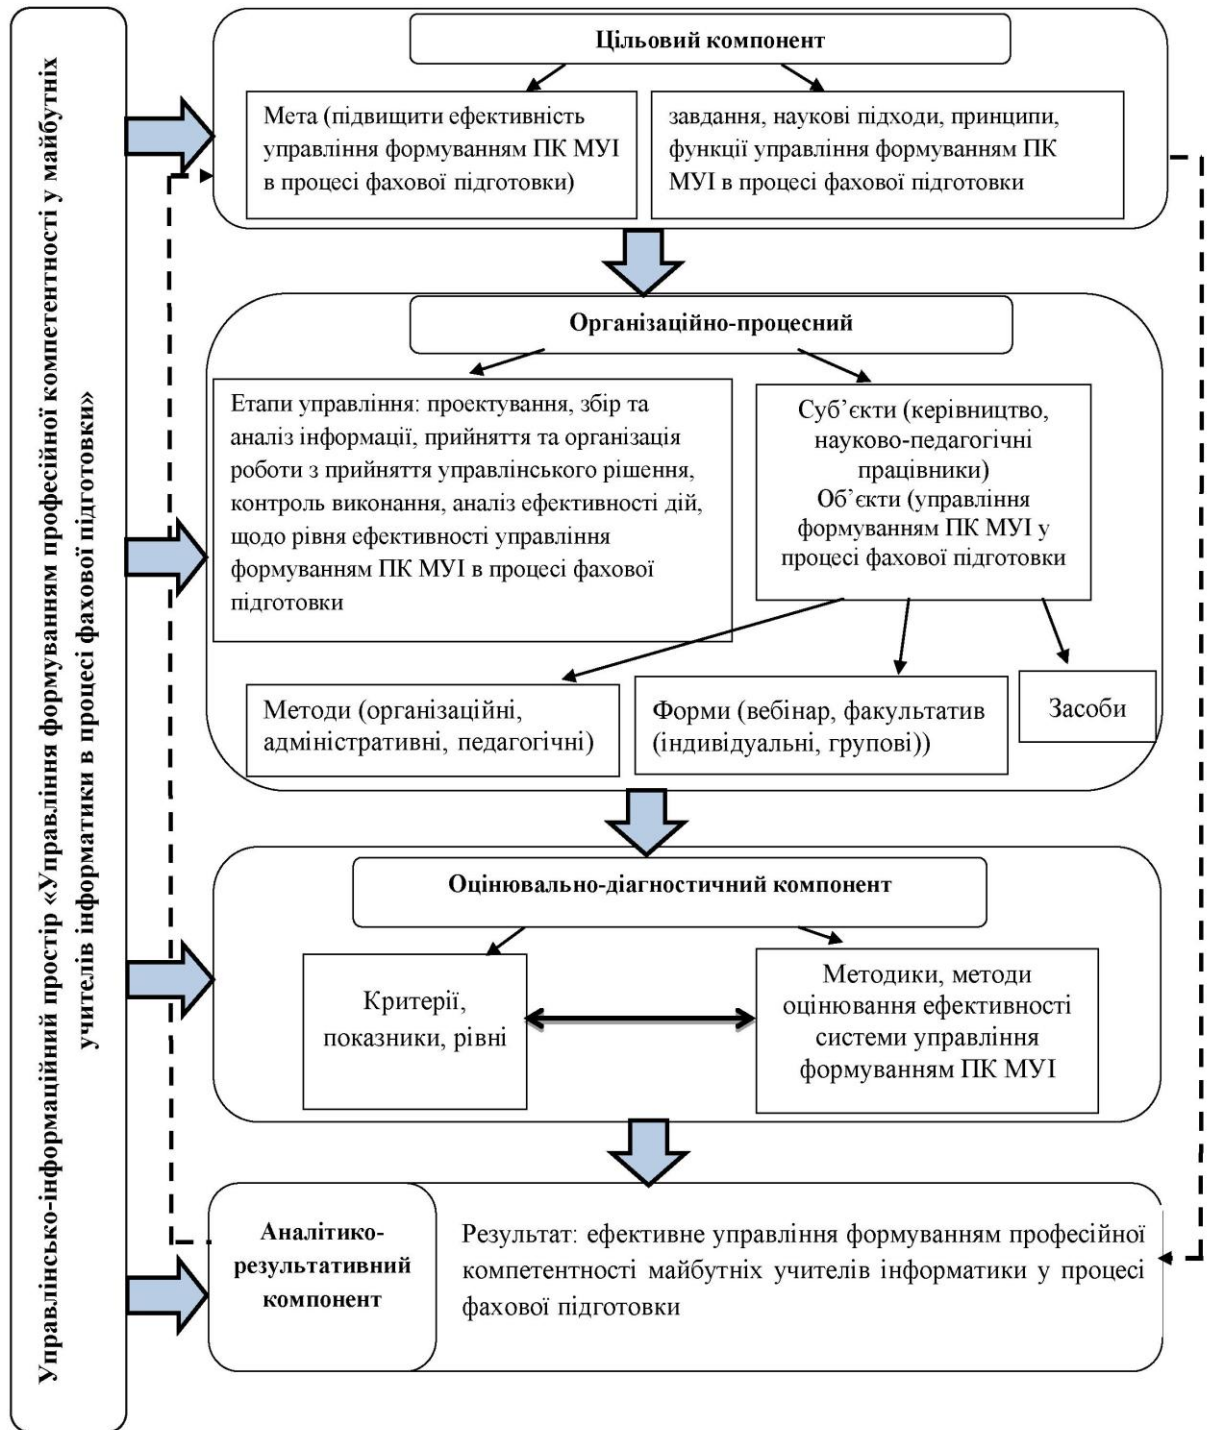 Управлінсько-інформаційний простір «Управління формуванням професійної компетентності у майбутніх
учителів інформатики в процесі фахової підготовки»
Цільовий компонент
Мета (підвищити ефективність
управління формуванням ПК МУІ
в процесі фахової підготовки)
завдання, наукові підходи, принципи,
функції управління формуванням ПК
МУІ в процесі фахової підготовки
Організаційно-процесний
Етапи управління: проектування, збір та
аналіз інформації, прийняття та організація
роботи з прийняття управлінського рішення,
контроль виконання, аналіз ефективності дій,
щодо рівня ефективності управління
формуванням ПК МУІ в процесі фахової
підготовки
Суб’єкти (керівництво,
науково-педагогічні
працівники)
Об’єкти (управління
формуванням ПК МУІ у
процесі фахової підготовки
Методи (організаційні,
адміністративні, педагогічні)
Форми (вебінар, факультатив
(індивідуальні, групові))
Засоби
Оцінювально-діагностичний компонент
Критерії,
показники, рівні
Методики, методи
оцінювання ефективності
системи управління
формуванням ПК МУІ
Аналітико-
результативний
компонент
Результат: ефективне управління формуванням професійної
компетентності майбутніх учителів інформатики у процесі
фахової підготовки